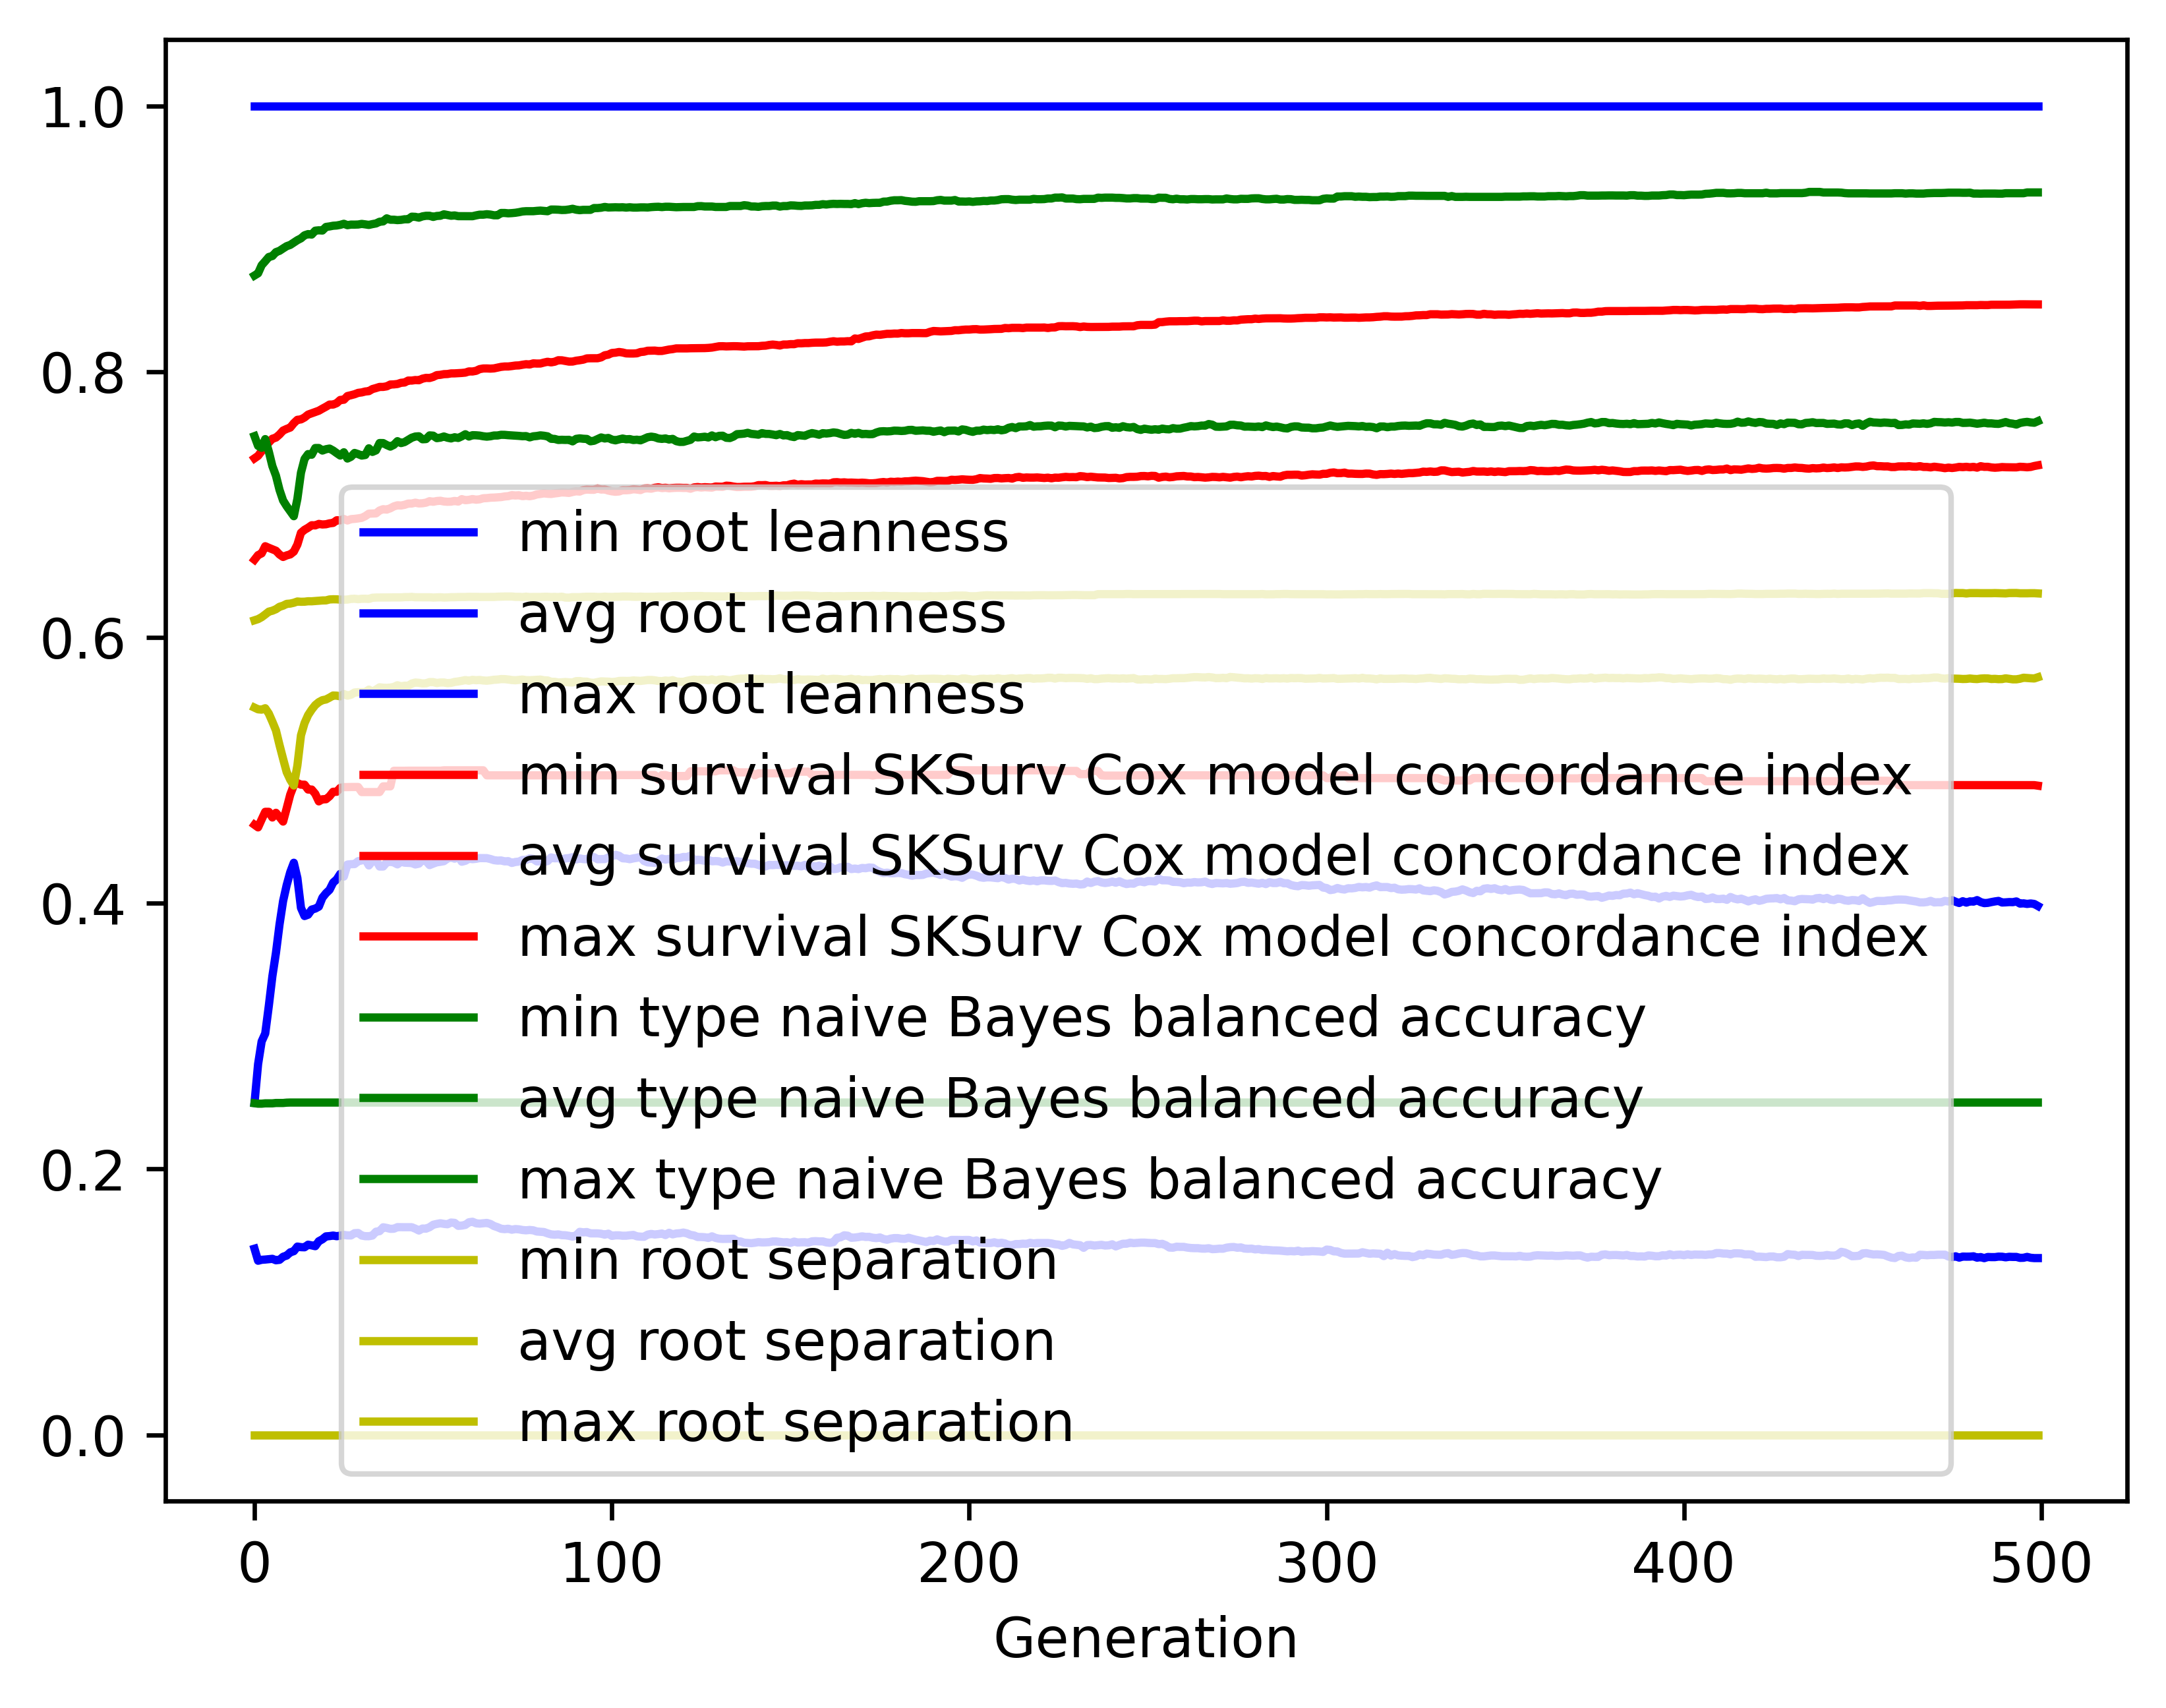 1.0
0.8
0.6
0.4
0.2
0.0
min root leanness
avg root leanness
max root leanness
min survival SKSurv Cox model concordance index
avg survival SKSurv Cox model concordance index
max survival SKSurv Cox model concordance index
min type naive Bayes balanced accuracy
avg type naive Bayes balanced accuracy
max type naive Bayes balanced accuracy
min root separation
avg root separation
max root separation
0 100 200 300 400 500
Generation